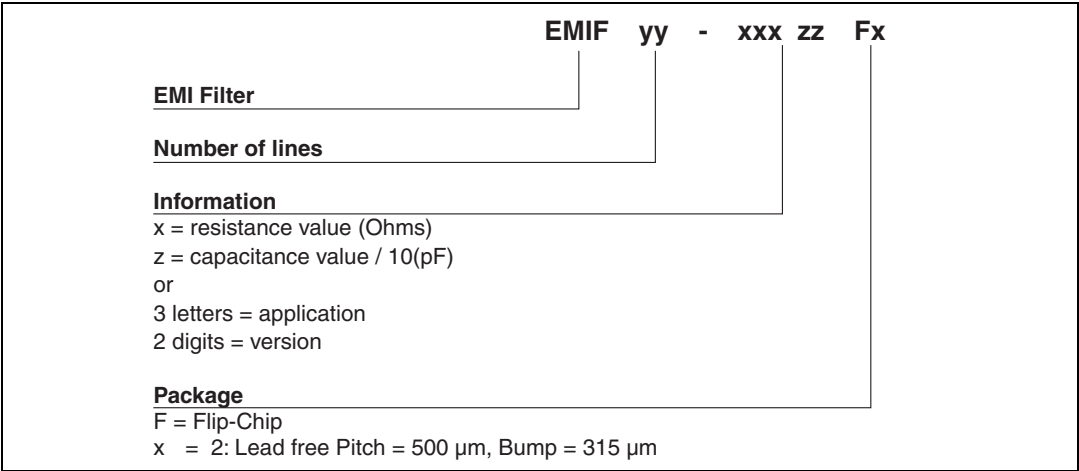 EMIF yy - xxx zz Fx
EMI Filter
Number of lines
Information
x = resistance value (Ohms)
z = capacitance value / 10(pF)
or
3 letters = application
2 digits = version
Package
F = Flip-Chip
x = 2: Lead free Pitch = 500 µm, Bump = 315 µm